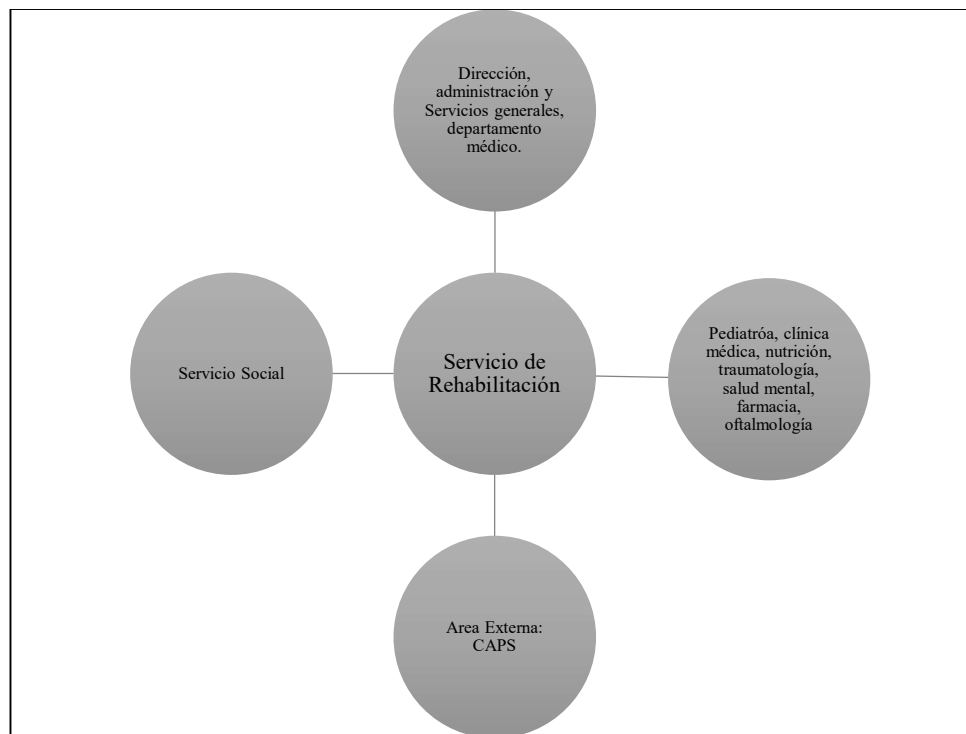 Dirección,
administración y
Servicios generales,
departamento
médico.
Servicio Social
Servicio de
Rehabilitación
Pediatróa, clínica
médica, nutrición,
traumatología,
salud mental,
farmacia,
oftalmología
Area Externa:
CAPS